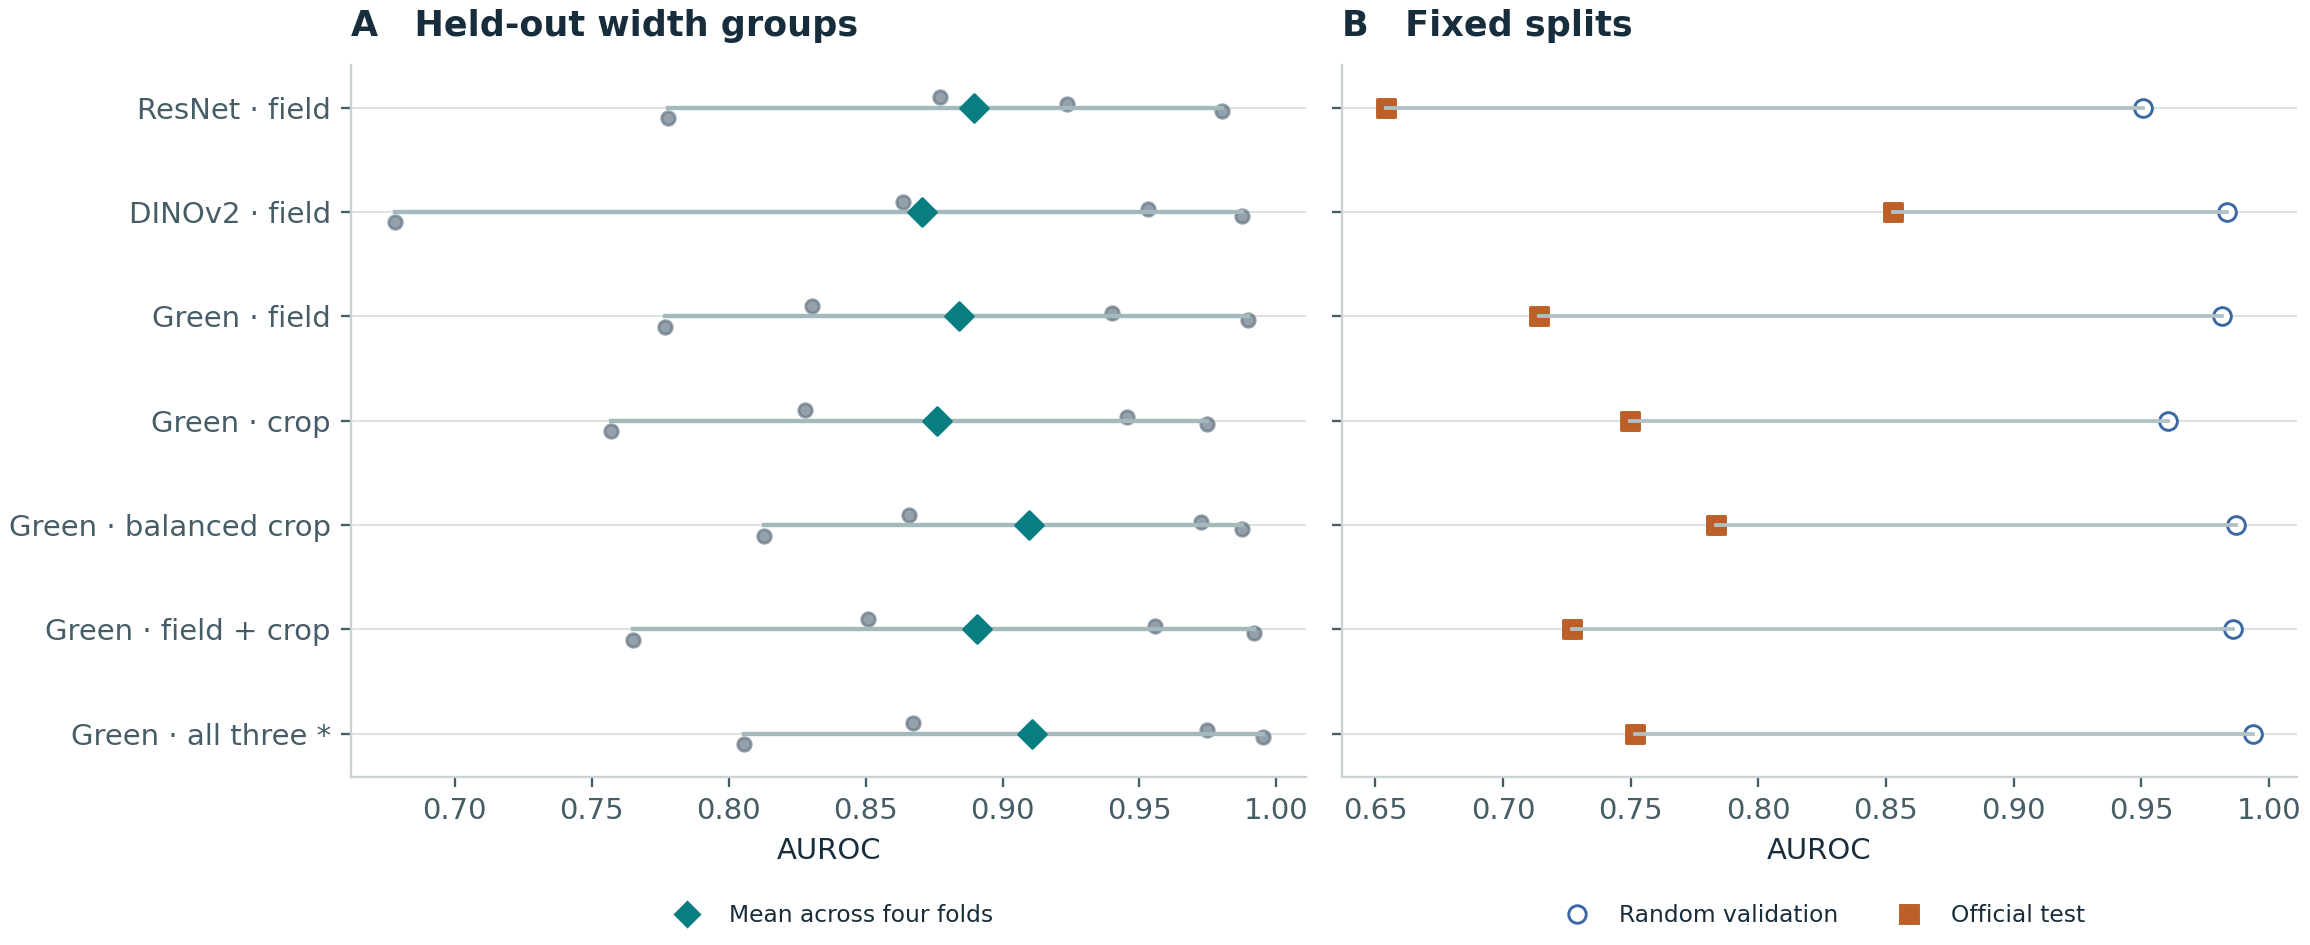 A Held-out width groups
B Fixed splits
ResNet · field
DINOv2 · field
Green · field
Green · crop
Green · balanced crop
Green · field + crop
Green · all three *
0.70 0.75 0.80 0.85 0.90 0.95 1.00
0.65 0.70 0.75 0.80 0.85 0.90 0.95 1.00
AUROC
AUROC
Mean across four folds
Random validation
Official test